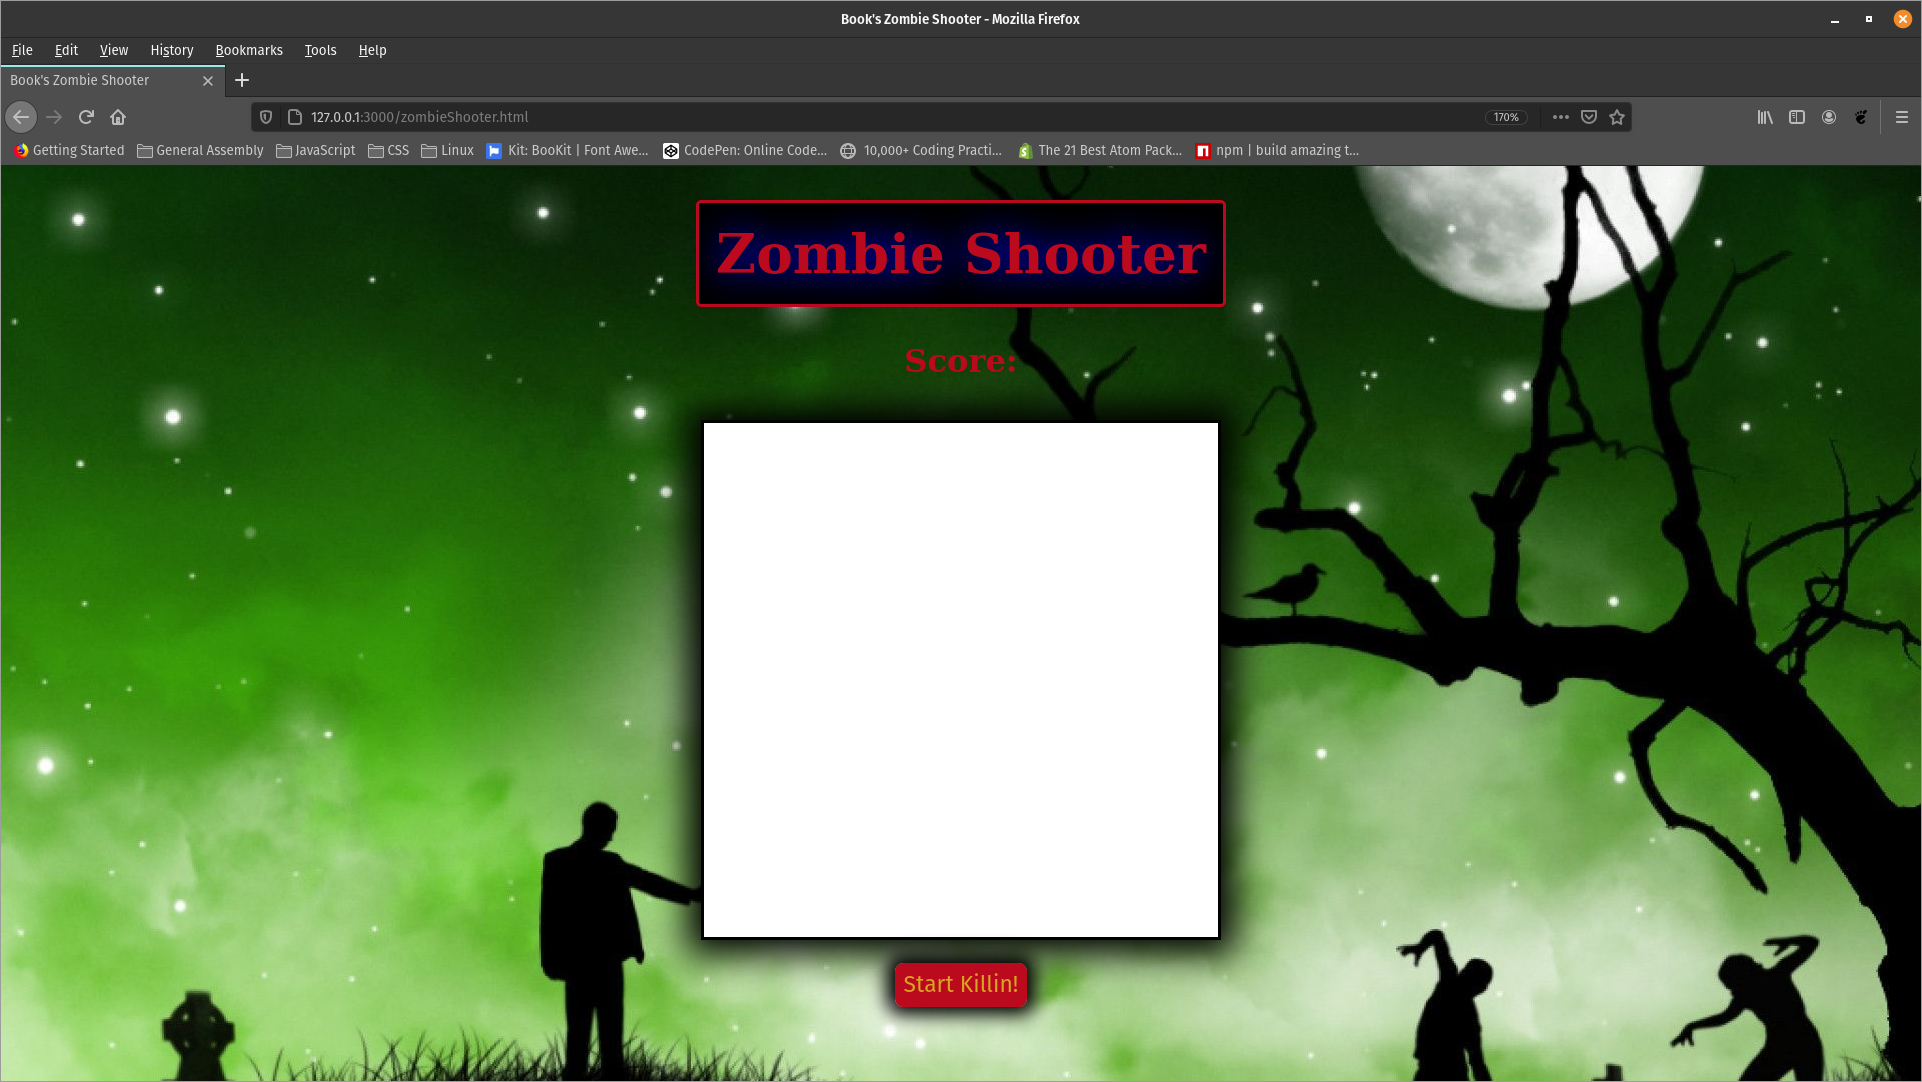 Book's Zombie Shooter - Mozilla Firefox
File Edit View History Bookmarks Tools Help
Book's Zombie Shooter
127.0.0.1:3000/zombieShooter.html 170%
Getting Started General Assembly JavaScript CSS Linux Kit: BooKit | Font Awe... CodePen: Online Code... 10,000+ Coding Practi... The 21 Best Atom Pack... npm | build amazing t...
Zombie Shooter
Score:
Start Killin!